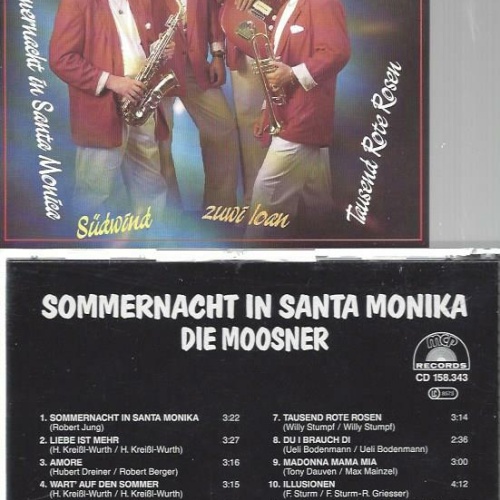 mernacht in Santa Monica
Südwind
zuwi loan
Tausend Rote Rosen
SOMMERNACHT IN SANTA MONIKA
DIE MOOSNER
mcp
RECORDS
CD 158.343
1. SOMMERNACHT IN SANTA MONIKA 3:22
(Robert Jung)
2. LIEBE IST MEHR 3:27
(H. Kreißl-Wurth / H. Kreißl-Wurth)
3. AMORE 3:16
(Hubert Dreiner / Robert Berger)
4. WART' AUF DEN SOMMER 3:15
(H. Kreißl-Wurth / H. Kreißl-Wurth)
7. TAUSEND ROTE ROSEN 3:14
(Willy Stumpf / Willy Stumpf)
8. DU I BRAUCH DI 2:36
(Ueli Bodenmann / Ueli Bodenmann)
9. MADONNA MAMA MIA 3:00
(Tony Dauven / Max Mainzel)
10. ILLUSIONEN 4:12
(F. Sturm / F. Sturm-R. Griesser)